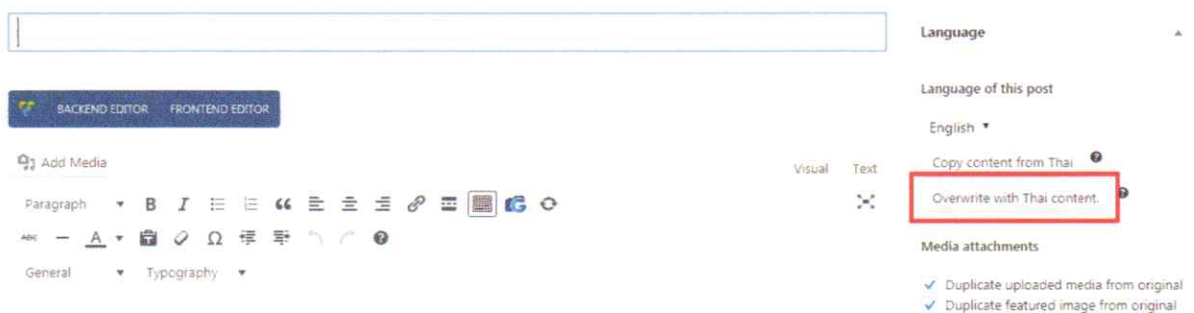 Language
Language of this post
BACKEND EDITOR FRONTEND EDITOR
English
Add Media
Visual Text
Copy content from Thai
Paragraph B I
Overwrite with Thai content.
ABC A
Media attachments
General Typography
Duplicate uploaded media from original
Duplicate featured image from original